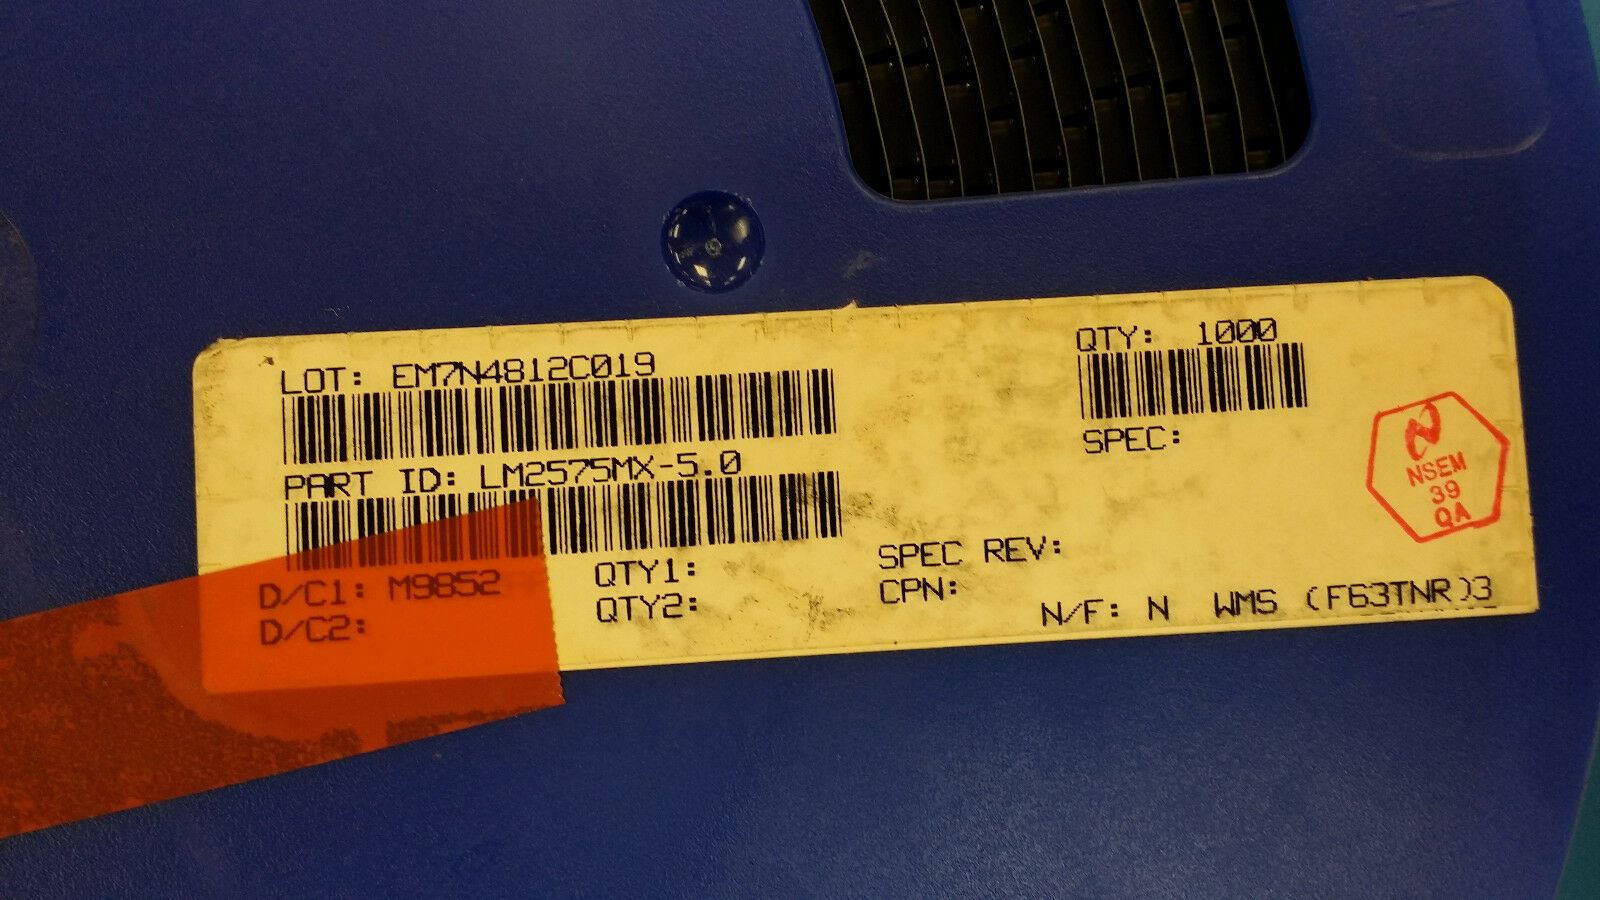 LOT: EM7N4812C019
QTY: 1000
PART ID: LM2575MX-5.0
SPEC:
NSEM
39
QA
D/C1: M9852
QTY1:
SPEC REV:
D/C2:
QTY2:
CPN:
N/F: N WMS (F63TNR)3